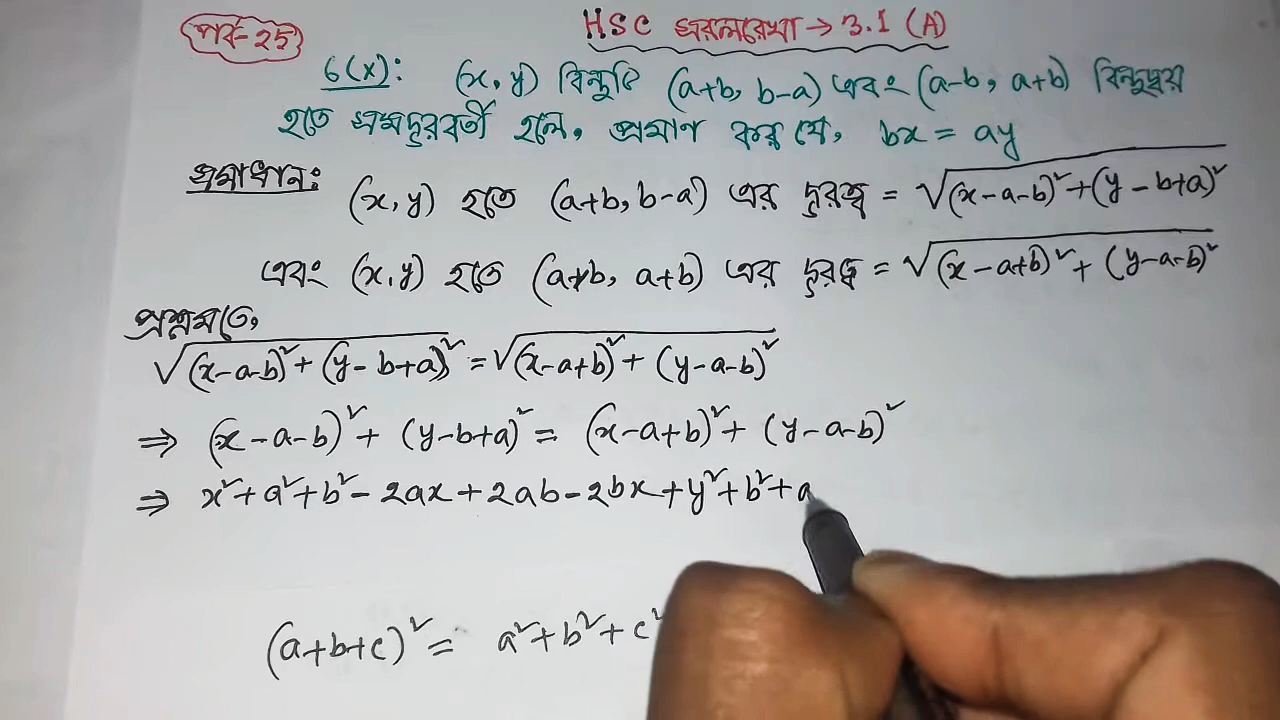 পর্ব-25
HSC সরলরেখা → 3.1 (A)
6(x): (x, y) বিন্দুটি (a+b, b-a) এবং (a-b, a+b) বিন্দুদ্বয়
হতে সমদূরবর্তী হলে, প্রমাণ কর যে, bx = ay
সমাধান: (x, y) হতে (a+b, b-a) এর দুরত্ব = √(x-a-b)²+(y-b+a)²
এবং (x, y) হতে (a-b, a+b) এর দুরত্ব = √(x-a+b)²+(y-a-b)²
প্রশ্নমতে,
√(x-a-b)²+(y-b+a)² = √(x-a+b)²+(y-a-b)²
⇒ (x-a-b)²+(y-b+a)² = (x-a+b)²+(y-a-b)²
⇒ x²+a²+b²-2ax+2ab-2bx+y²+b²+a
(a+b+c)² = a²+b²+c²